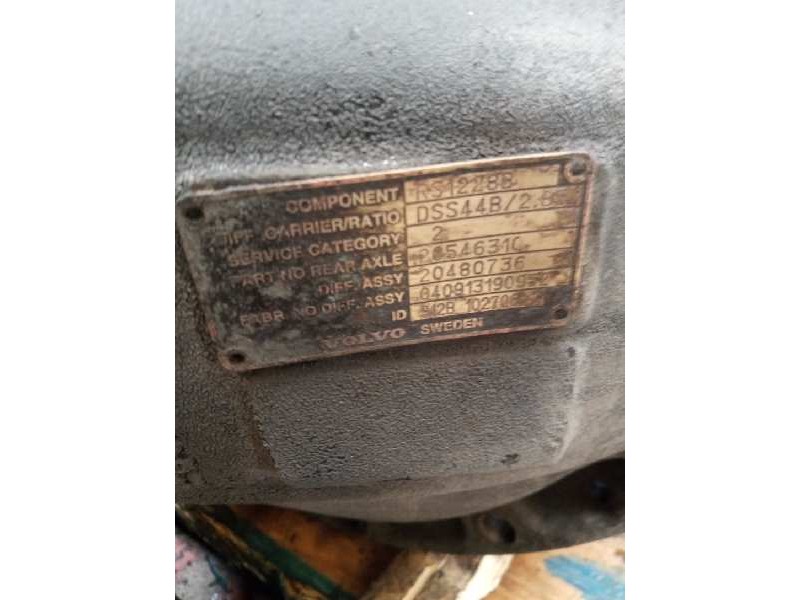 COMPONENT RS1228B
DIFF. CARRIER/RATIO DSS44B/2.
SERVICE CATEGORY 2
PART NO REAR AXLE
DIFF. ASSY 20480736
FABR. NO DIFF. ASSY
ID
VOLVO SWEDEN